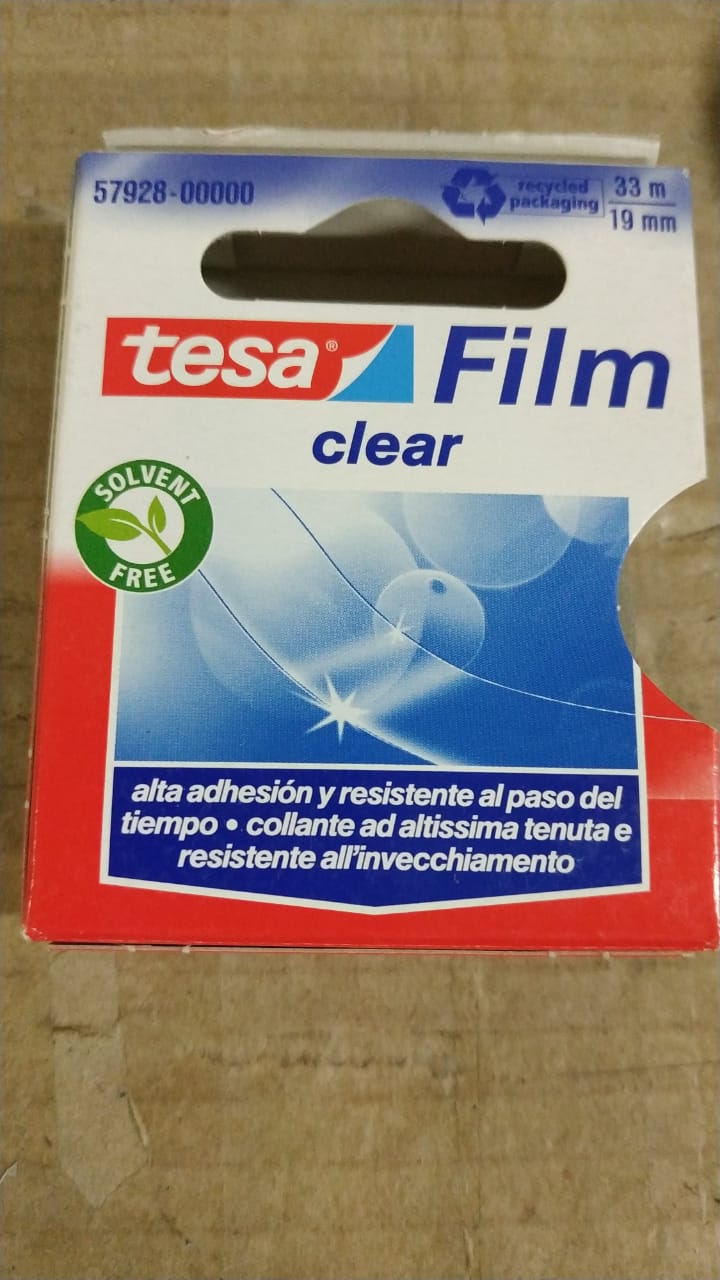 57928-00000
recycled
packaging
33 m
19 mm
tesa® Film
clear
SOLVENT
FREE
alta adhesión y resistente al paso del
tiempo • collante ad altissima tenuta e
resistente all'invecchiamento